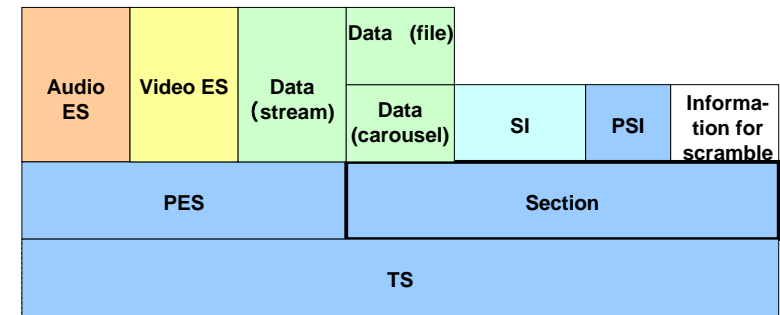 Audio
ES
Video ES
Data
(stream)
Data (file)
Data
(carousel)
SI
PSI
Informa-
tion for
scramble
PES
Section
TS